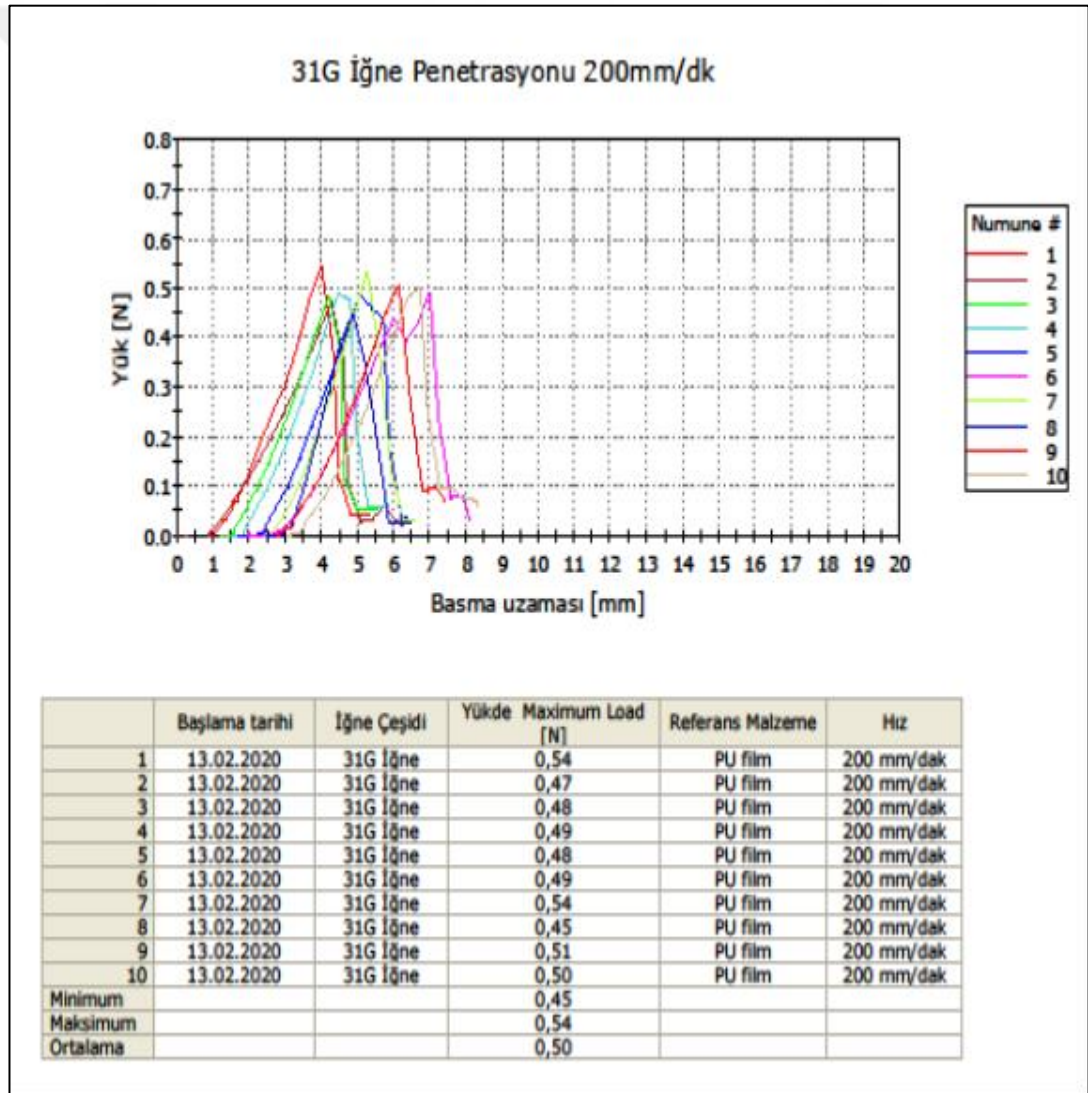 31G İğne Penetrasyonu 200mm/dk
0.8
0.7
0.6
0.5
0.4
0.3
0.2
0.1
0.0
Yük [N]
0 1 2 3 4 5 6 7 8 9 10 11 12 13 14 15 16 17 18 19 20
Basma uzaması [mm]
Numune #
1
2
3
4
5
6
7
8
9
10
Başlama tarihi İğne Çeşidi Yükde Maximum Load [N] Referans Malzeme Hız
1 13.02.2020 31G İğne 0,54 PU film 200 mm/dak
2 13.02.2020 31G İğne 0,47 PU film 200 mm/dak
3 13.02.2020 31G İğne 0,48 PU film 200 mm/dak
4 13.02.2020 31G İğne 0,49 PU film 200 mm/dak
5 13.02.2020 31G İğne 0,48 PU film 200 mm/dak
6 13.02.2020 31G İğne 0,49 PU film 200 mm/dak
7 13.02.2020 31G İğne 0,54 PU film 200 mm/dak
8 13.02.2020 31G İğne 0,45 PU film 200 mm/dak
9 13.02.2020 31G İğne 0,51 PU film 200 mm/dak
10 13.02.2020 31G İğne 0,50 PU film 200 mm/dak
Minimum 0,45
Maksimum 0,54
Ortalama 0,50